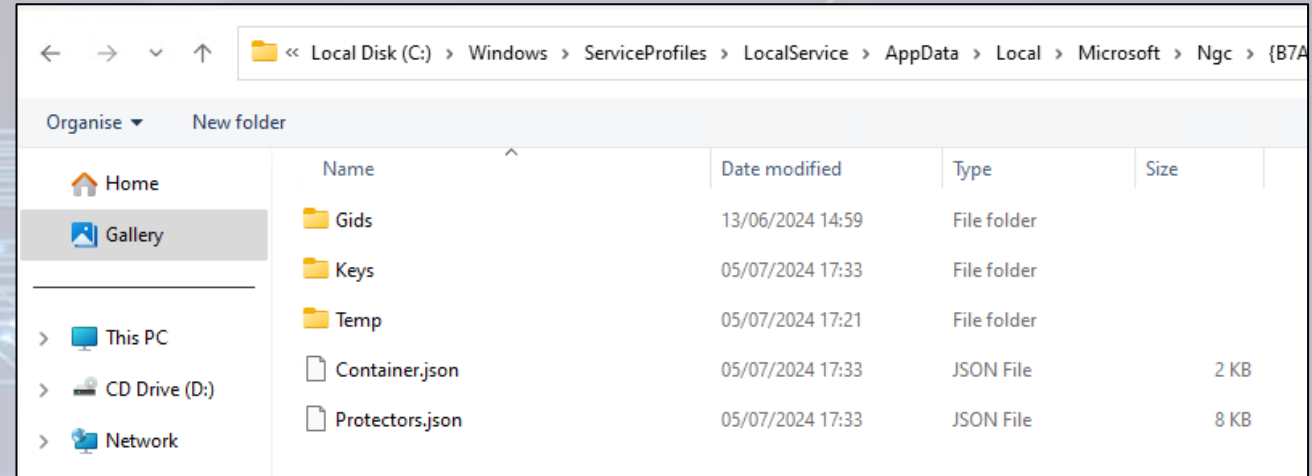 « Local Disk (C:) > Windows > ServiceProfiles > LocalService > AppData > Local > Microsoft > Ngc > {B7A
Organise New folder
Name Date modified Type Size
Home
Gallery
This PC
CD Drive (D:)
Network
Gids 13/06/2024 14:59 File folder
Keys 05/07/2024 17:33 File folder
Temp 05/07/2024 17:21 File folder
Container.json 05/07/2024 17:33 JSON File 2 KB
Protectors.json 05/07/2024 17:33 JSON File 8 KB